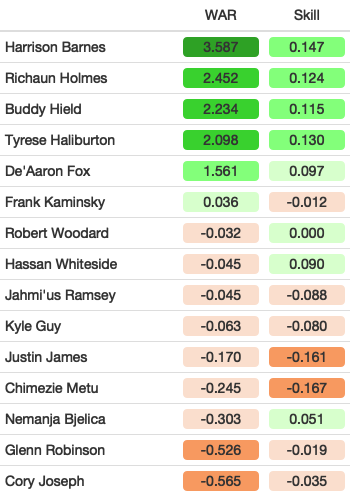 WAR Skill
Harrison Barnes 3.587 0.147
Richaun Holmes 2.452 0.124
Buddy Hield 2.234 0.115
Tyrese Haliburton 2.098 0.130
De'Aaron Fox 1.561 0.097
Frank Kaminsky 0.036 -0.012
Robert Woodard -0.032 0.000
Hassan Whiteside -0.045 0.090
Jahmi'us Ramsey -0.045 -0.088
Kyle Guy -0.063 -0.080
Justin James -0.170 -0.161
Chimezie Metu -0.245 -0.167
Nemanja Bjelica -0.303 0.051
Glenn Robinson -0.526 -0.019
Cory Joseph -0.565 -0.035